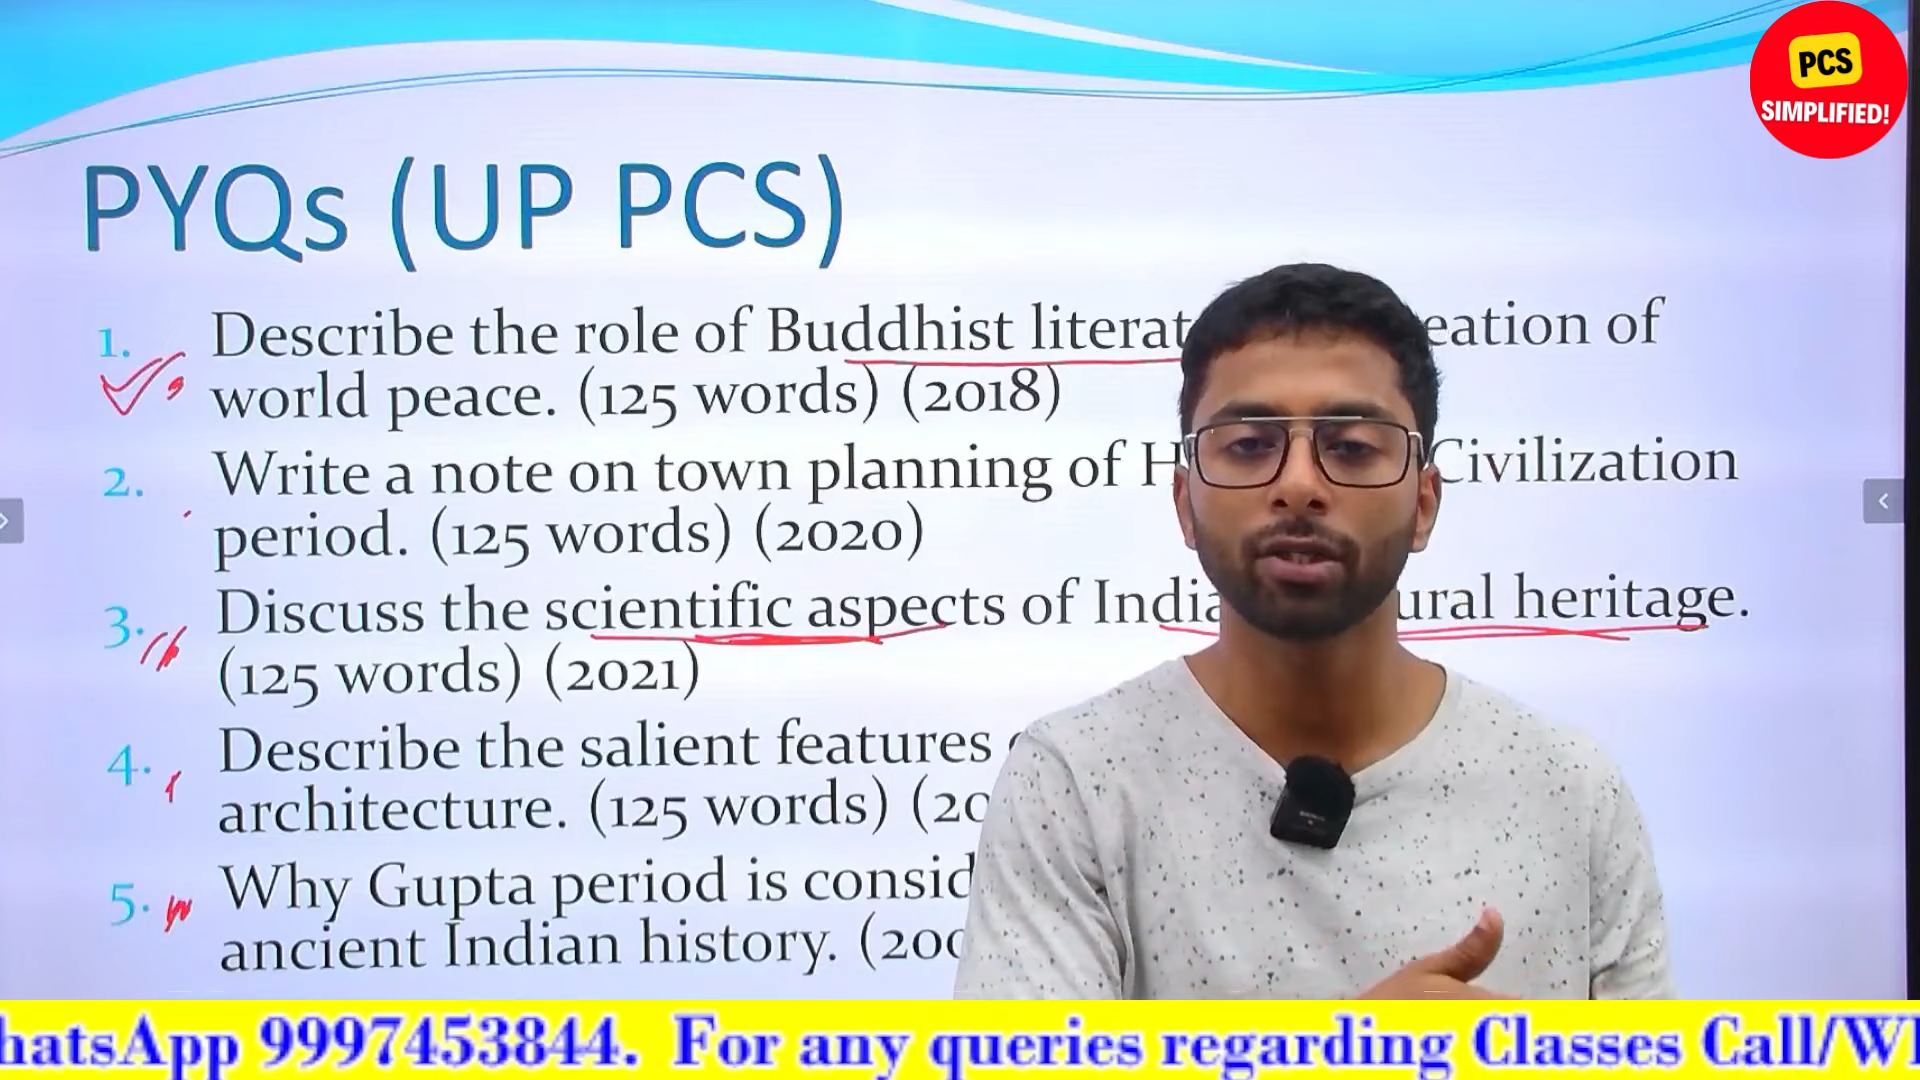 PCS
SIMPLIFIED!
PYQs (UP PCS)
1. Describe the role of Buddhist literat eation of
world peace. (125 words) (2018)
2. Write a note on town planning of H Civilization
period. (125 words) (2020)
3. Discuss the scientific aspects of India ural heritage.
(125 words) (2021)
4. Describe the salient features
architecture. (125 words) (20
5. Why Gupta period is consid
ancient Indian history. (200
hatsApp 9997453844. For any queries regarding Classes Call/Wh